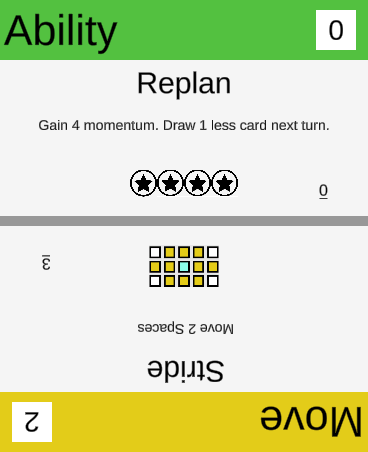 Ability 0
Replan
Gain 4 momentum. Draw 1 less card next turn.
0
Move 2
Stride
Move 2 Spaces
3